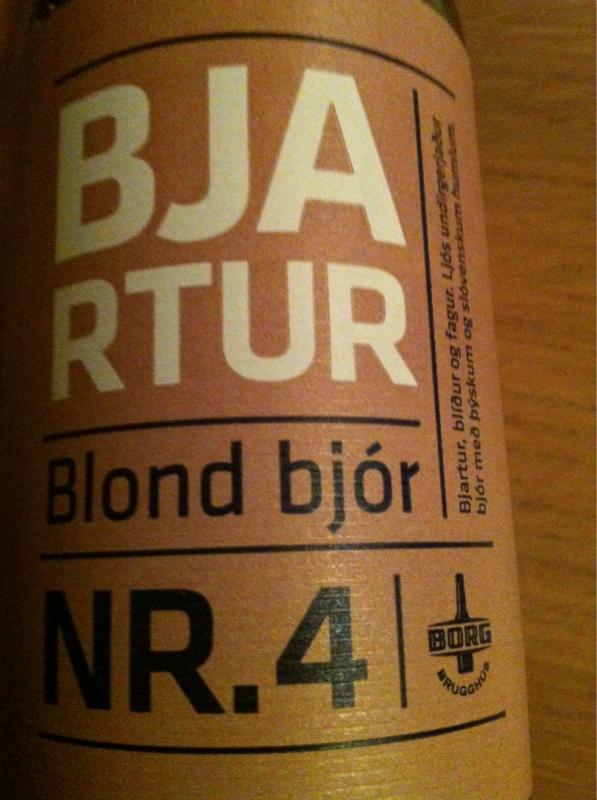 BJA
RTUR
Blond bjór
NR.4
Bjartur, blíður og fagur. Ljós undirgerjaður
bjór með þýskum og slóvenskum humlum.
BORG
BRUGGHÚS